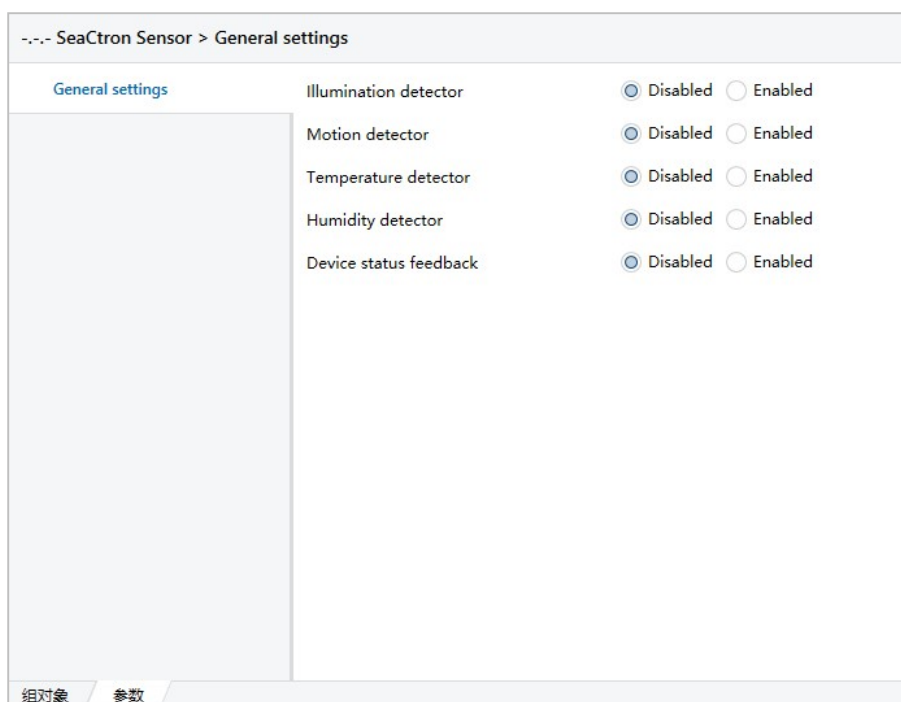 -.-.- SeaCtron Sensor > General settings
General settings
Illumination detector Disabled Enabled
Motion detector Disabled Enabled
Temperature detector Disabled Enabled
Humidity detector Disabled Enabled
Device status feedback Disabled Enabled
组对象 参数